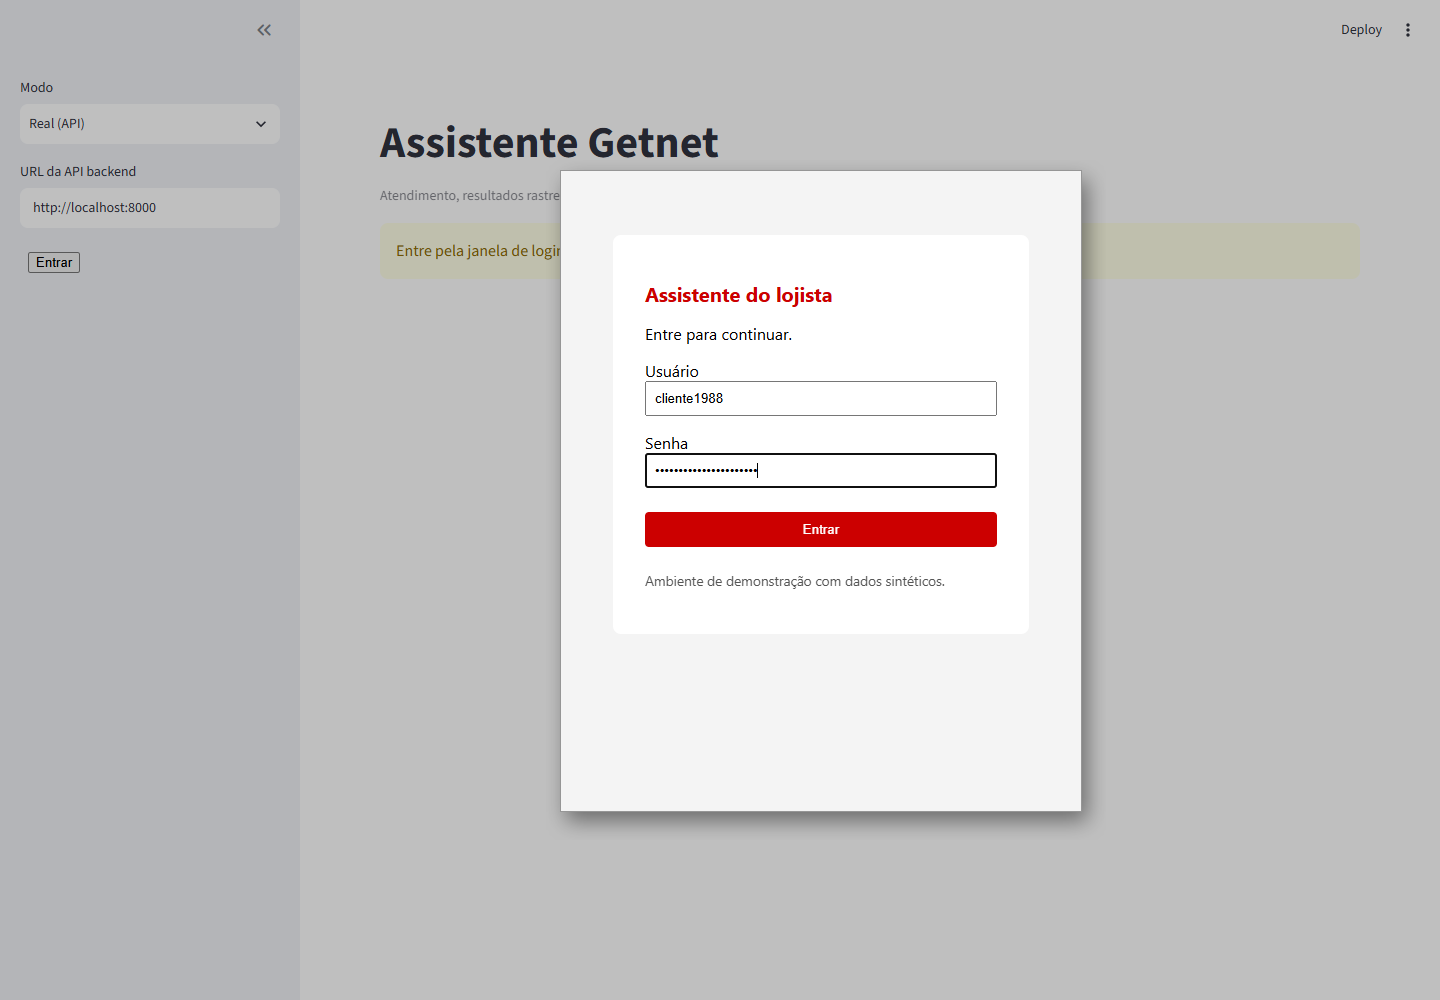 Deploy
Modo
Real (API)
URL da API backend
http://localhost:8000
Entrar
Assistente Getnet
Atendimento, resultados rastre
Entre pela janela de login
Assistente do lojista
Entre para continuar.
Usuário
cliente1988
Senha
••••••••••••••••••••••
Entrar
Ambiente de demonstração com dados sintéticos.